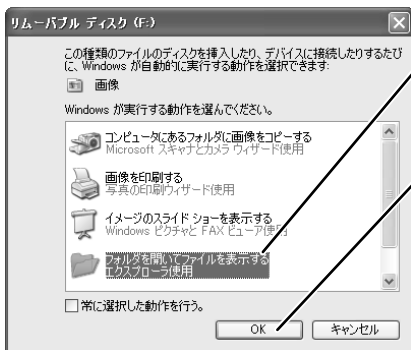 リムーバブル ディスク (F:)
この種類のファイルのディスクを挿入したり、デバイスに接続したりするたび
に、Windows が自動的に実行する動作を選択できます:
画像
Windows が実行する動作を選んでください。
コンピュータにあるフォルダに画像をコピーする
Microsoft スキャナとカメラ ウィザード使用
画像を印刷する
写真の印刷ウィザード使用
イメージのスライド ショーを表示する
Windows ピクチャと FAX ビューア使用
フォルダを開いてファイルを表示する
エクスプローラ使用
常に選択した動作を行う。
OK
キャンセル